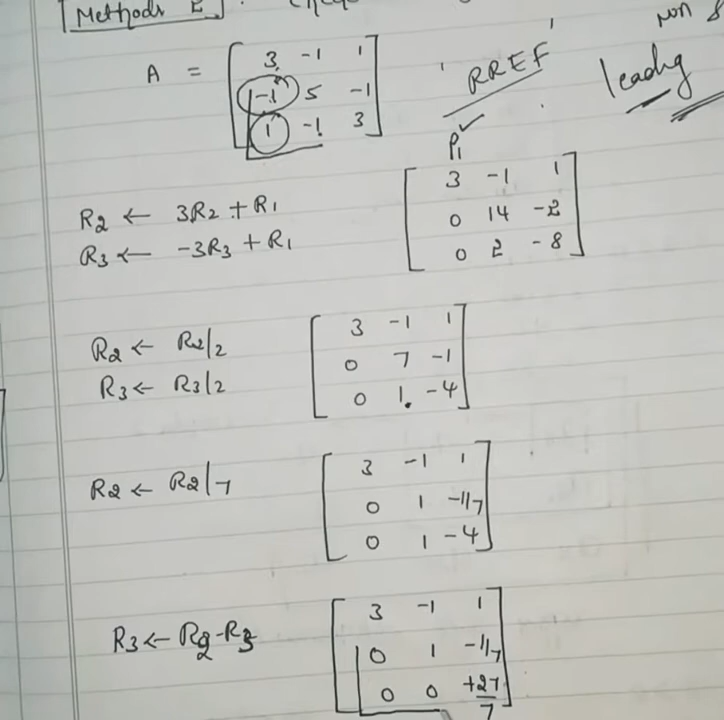 Methods E
A = [ 3 -1 1
-1 5 -1
1 -1 3 ]
'RREF'
leading
non
P1 ✓
R2 ← 3R2 + R1
R3 ← -3R3 + R1
[ 3 -1 1
0 14 -2
0 2 -8 ]
R2 ← R2/2
R3 ← R3/2
[ 3 -1 1
0 7 -1
0 1 -4 ]
R2 ← R2/7
[ 3 -1 1
0 1 -1/7
0 1 -4 ]
R3 ← R2-R3
[ 3 -1 1
0 1 -1/7
0 0 +27/7 ]